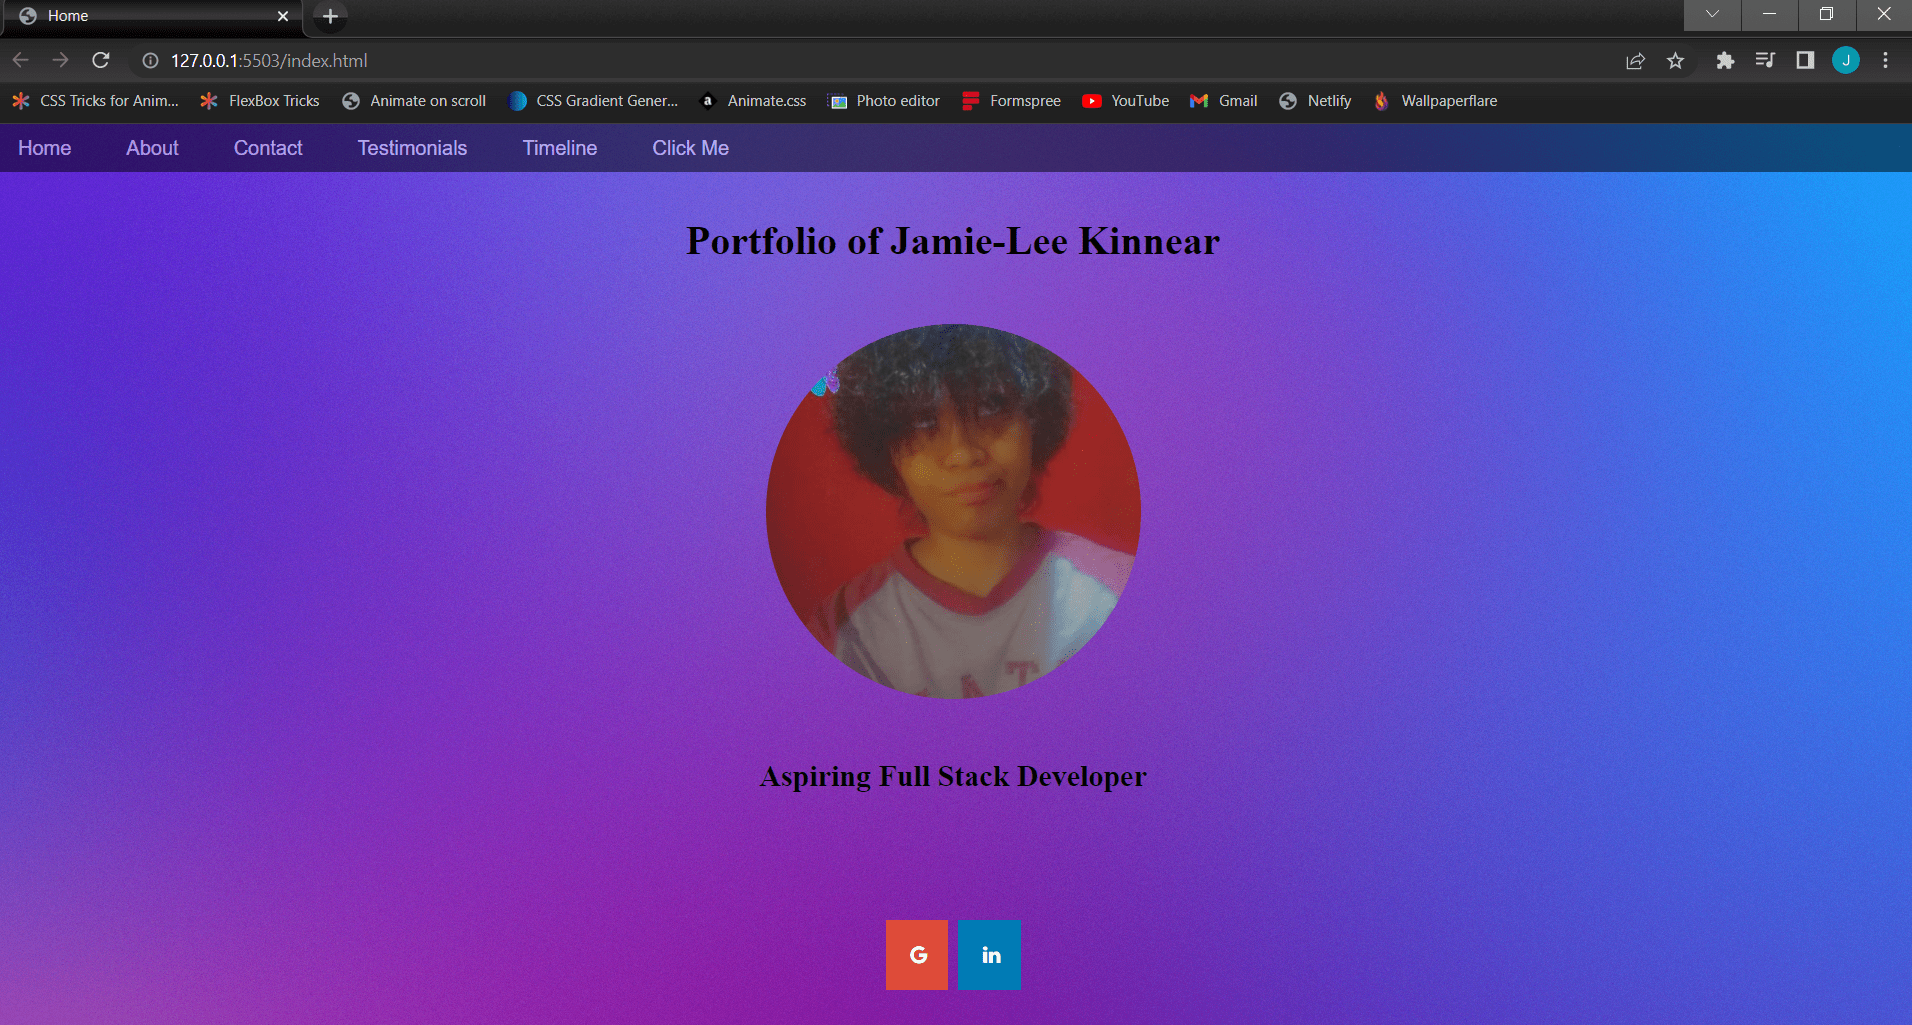 Home
127.0.0.1:5503/index.html
J
CSS Tricks for Anim... FlexBox Tricks Animate on scroll CSS Gradient Gener... Animate.css Photo editor Formspree YouTube Gmail Netlify Wallpaperflare
Home About Contact Testimonials Timeline Click Me
Portfolio of Jamie-Lee Kinnear
Aspiring Full Stack Developer
G in